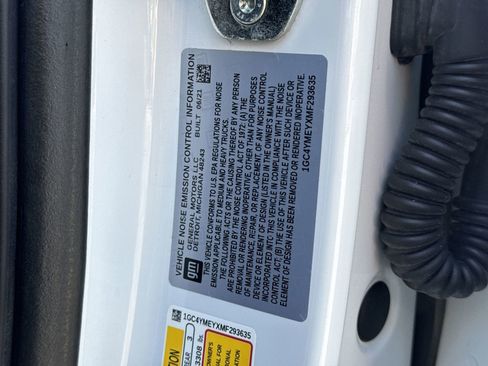 VEHICLE NOISE EMISSION CONTROL INFORMATION
GENERAL MOTORS LLC BUILT 06/21
DETROIT, MICHIGAN 48243
gm
THIS VEHICLE CONFORMS TO U.S. EPA REGULATIONS FOR NOISE
EMISSION APPLICABLE TO MEDIUM AND HEAVY TRUCKS.
THE FOLLOWING ACTS OR THE CAUSING THEREOF BY ANY PERSON
ARE PROHIBITED BY THE NOISE CONTROL ACT OF 1972: (A) THE
REMOVAL OR RENDERING INOPERATIVE, OTHER THAN FOR PURPOSES
OF MAINTENANCE, REPAIR, OR REPLACEMENT, OF ANY NOISE CONTROL
DEVICE OR ELEMENT OF DESIGN (LISTED IN THE OWNER'S MANUAL)
INCORPORATED INTO THIS VEHICLE IN COMPLIANCE WITH THE NOISE
CONTROL ACT; (B) THE USE OF THIS VEHICLE AFTER SUCH DEVICE OR
ELEMENT OF DESIGN HAS BEEN REMOVED OR RENDERED INOPERATIVE.
1GC4YMEYXMF293635
1GC4YMEYXMF293635
REAR 3
3308
OWNER'S